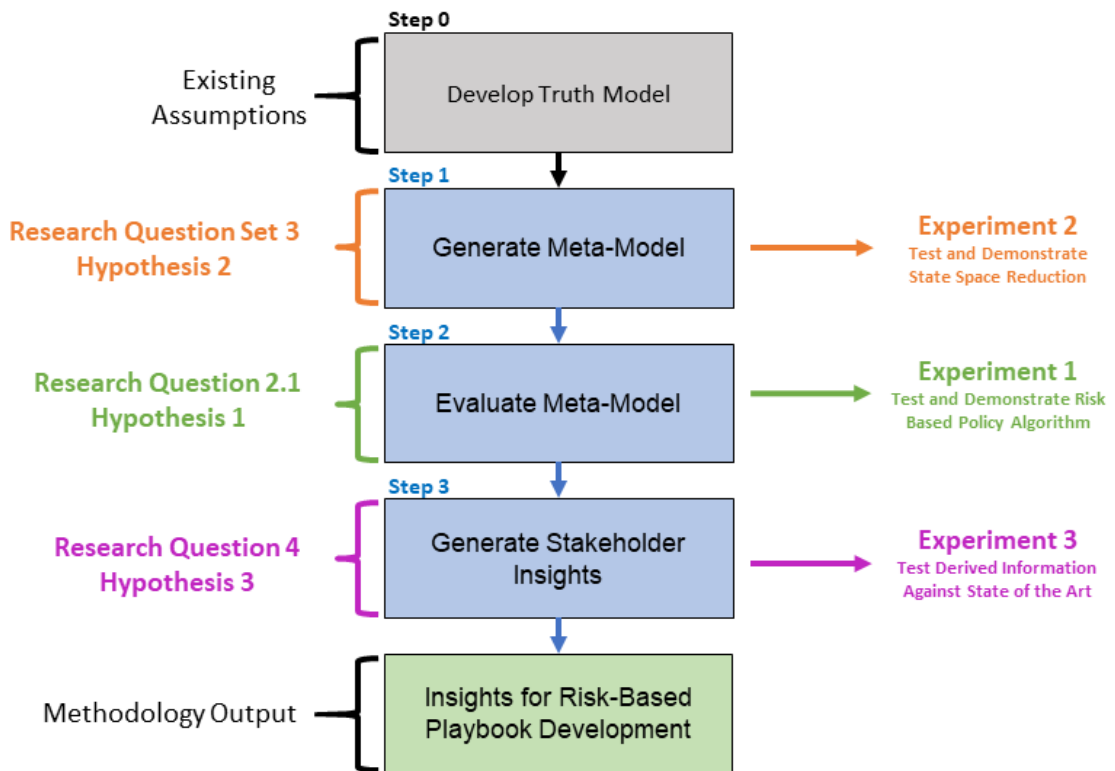 Step 0
Existing
Assumptions
Develop Truth Model
Step 1
Research Question Set 3
Hypothesis 2
Generate Meta-Model
Experiment 2
Test and Demonstrate
State Space Reduction
Step 2
Research Question 2.1
Hypothesis 1
Evaluate Meta-Model
Experiment 1
Test and Demonstrate Risk
Based Policy Algorithm
Step 3
Research Question 4
Hypothesis 3
Generate Stakeholder
Insights
Experiment 3
Test Derived Information
Against State of the Art
Methodology Output
Insights for Risk-Based
Playbook Development